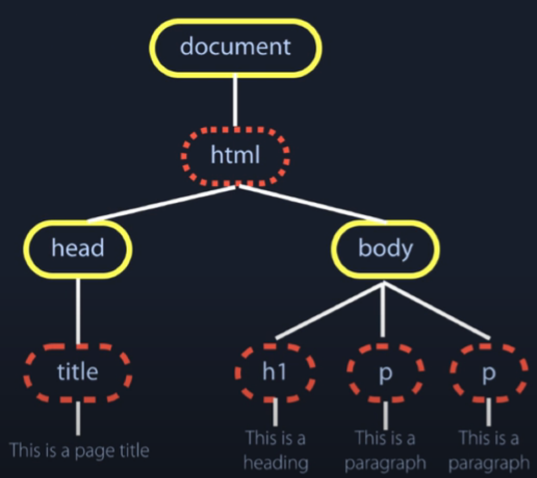 document
html
head
body
title
h1
p
p
This is a page title
This is a
heading
This is a
paragraph
This is a
paragraph